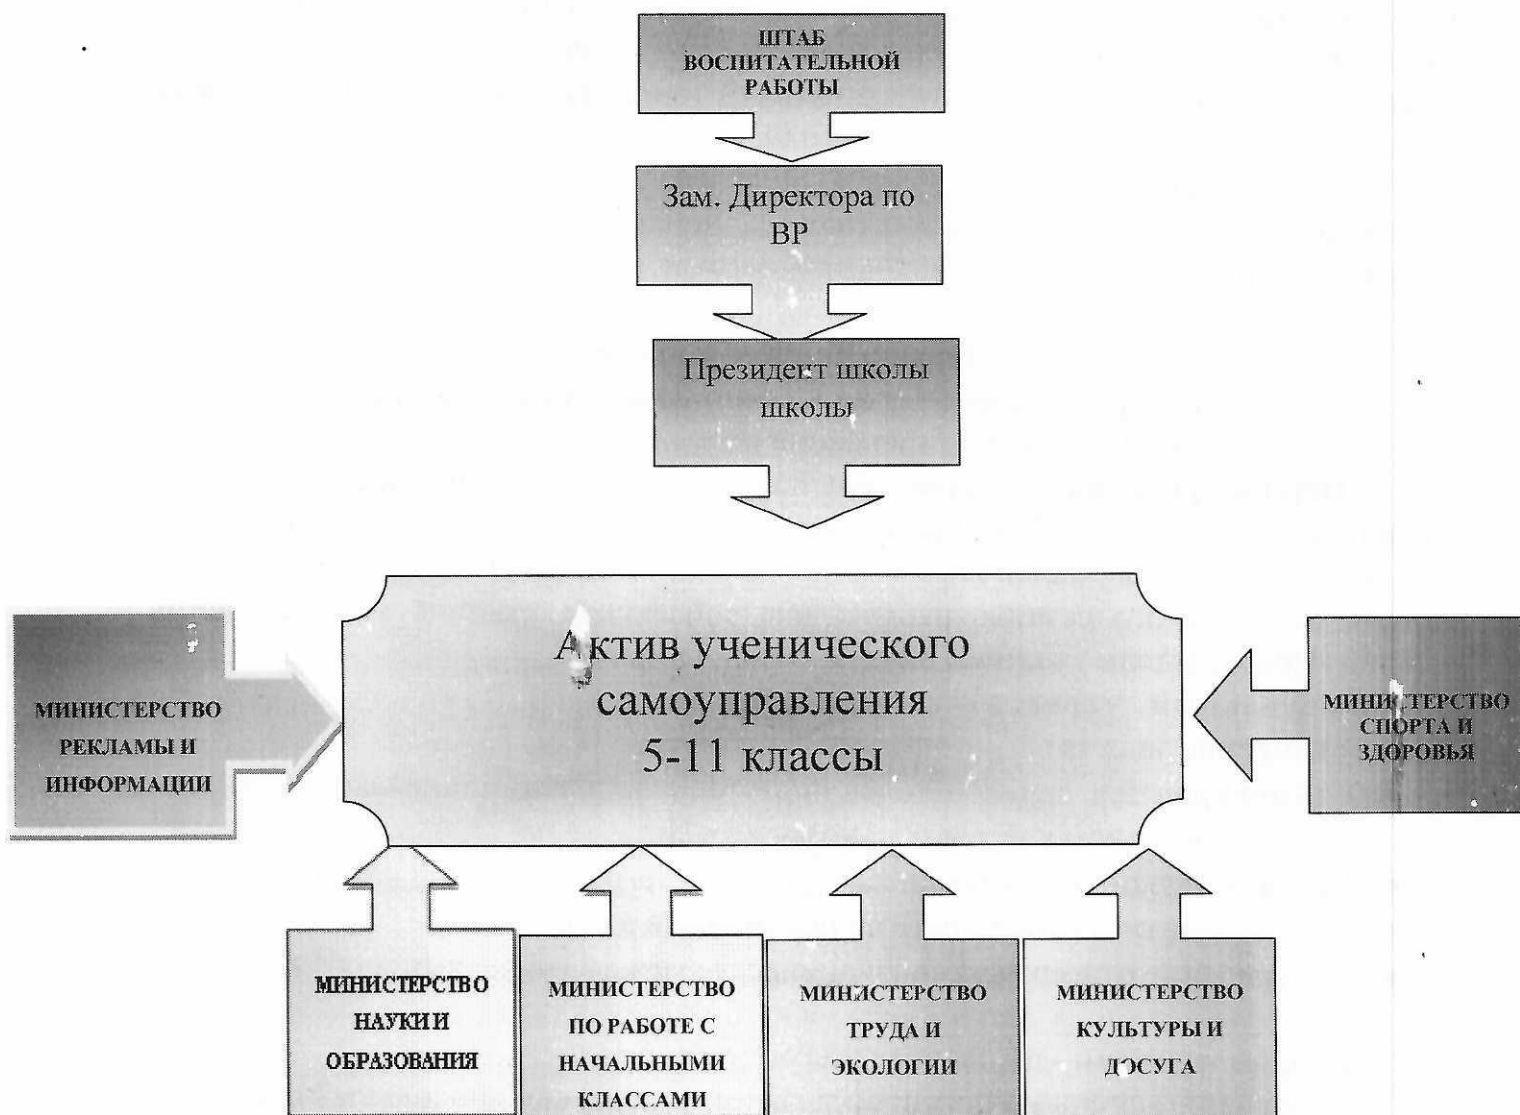 ШТАБ
ВОСПИТАТЕЛЬНОЙ
РАБОТЫ
Зам. Директора по
ВР
Президент школы
школы
Актив ученического
самоуправления
5-11 классы
МИНИСТЕРСТВО
РЕКЛАМЫ И
ИНФОРМАЦИИ
МИНИСТЕРСТВО
СПОРТА И
ЗДОРОВЬЯ
МИНИСТЕРСТВО
НАУКИ И
ОБРАЗОВАНИЯ
МИНИСТЕРСТВО
ПО РАБОТЕ С
НАЧАЛЬНЫМИ
КЛАССАМИ
МИНИСТЕРСТВО
ТРУДА И
ЭКОЛОГИИ
МИНИСТЕРСТВО
КУЛЬТУРЫ И
ДОСУГА